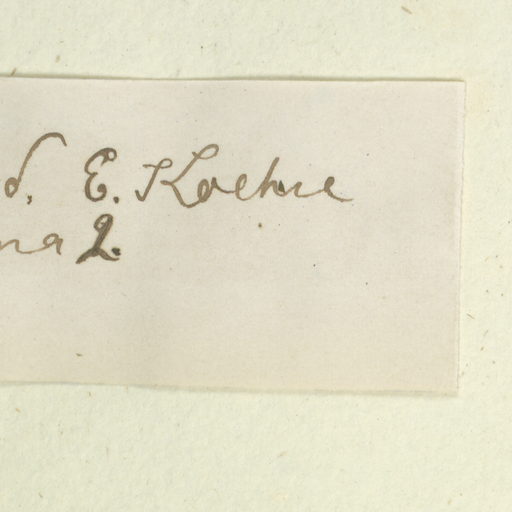 d. E. Koehne
na 2.